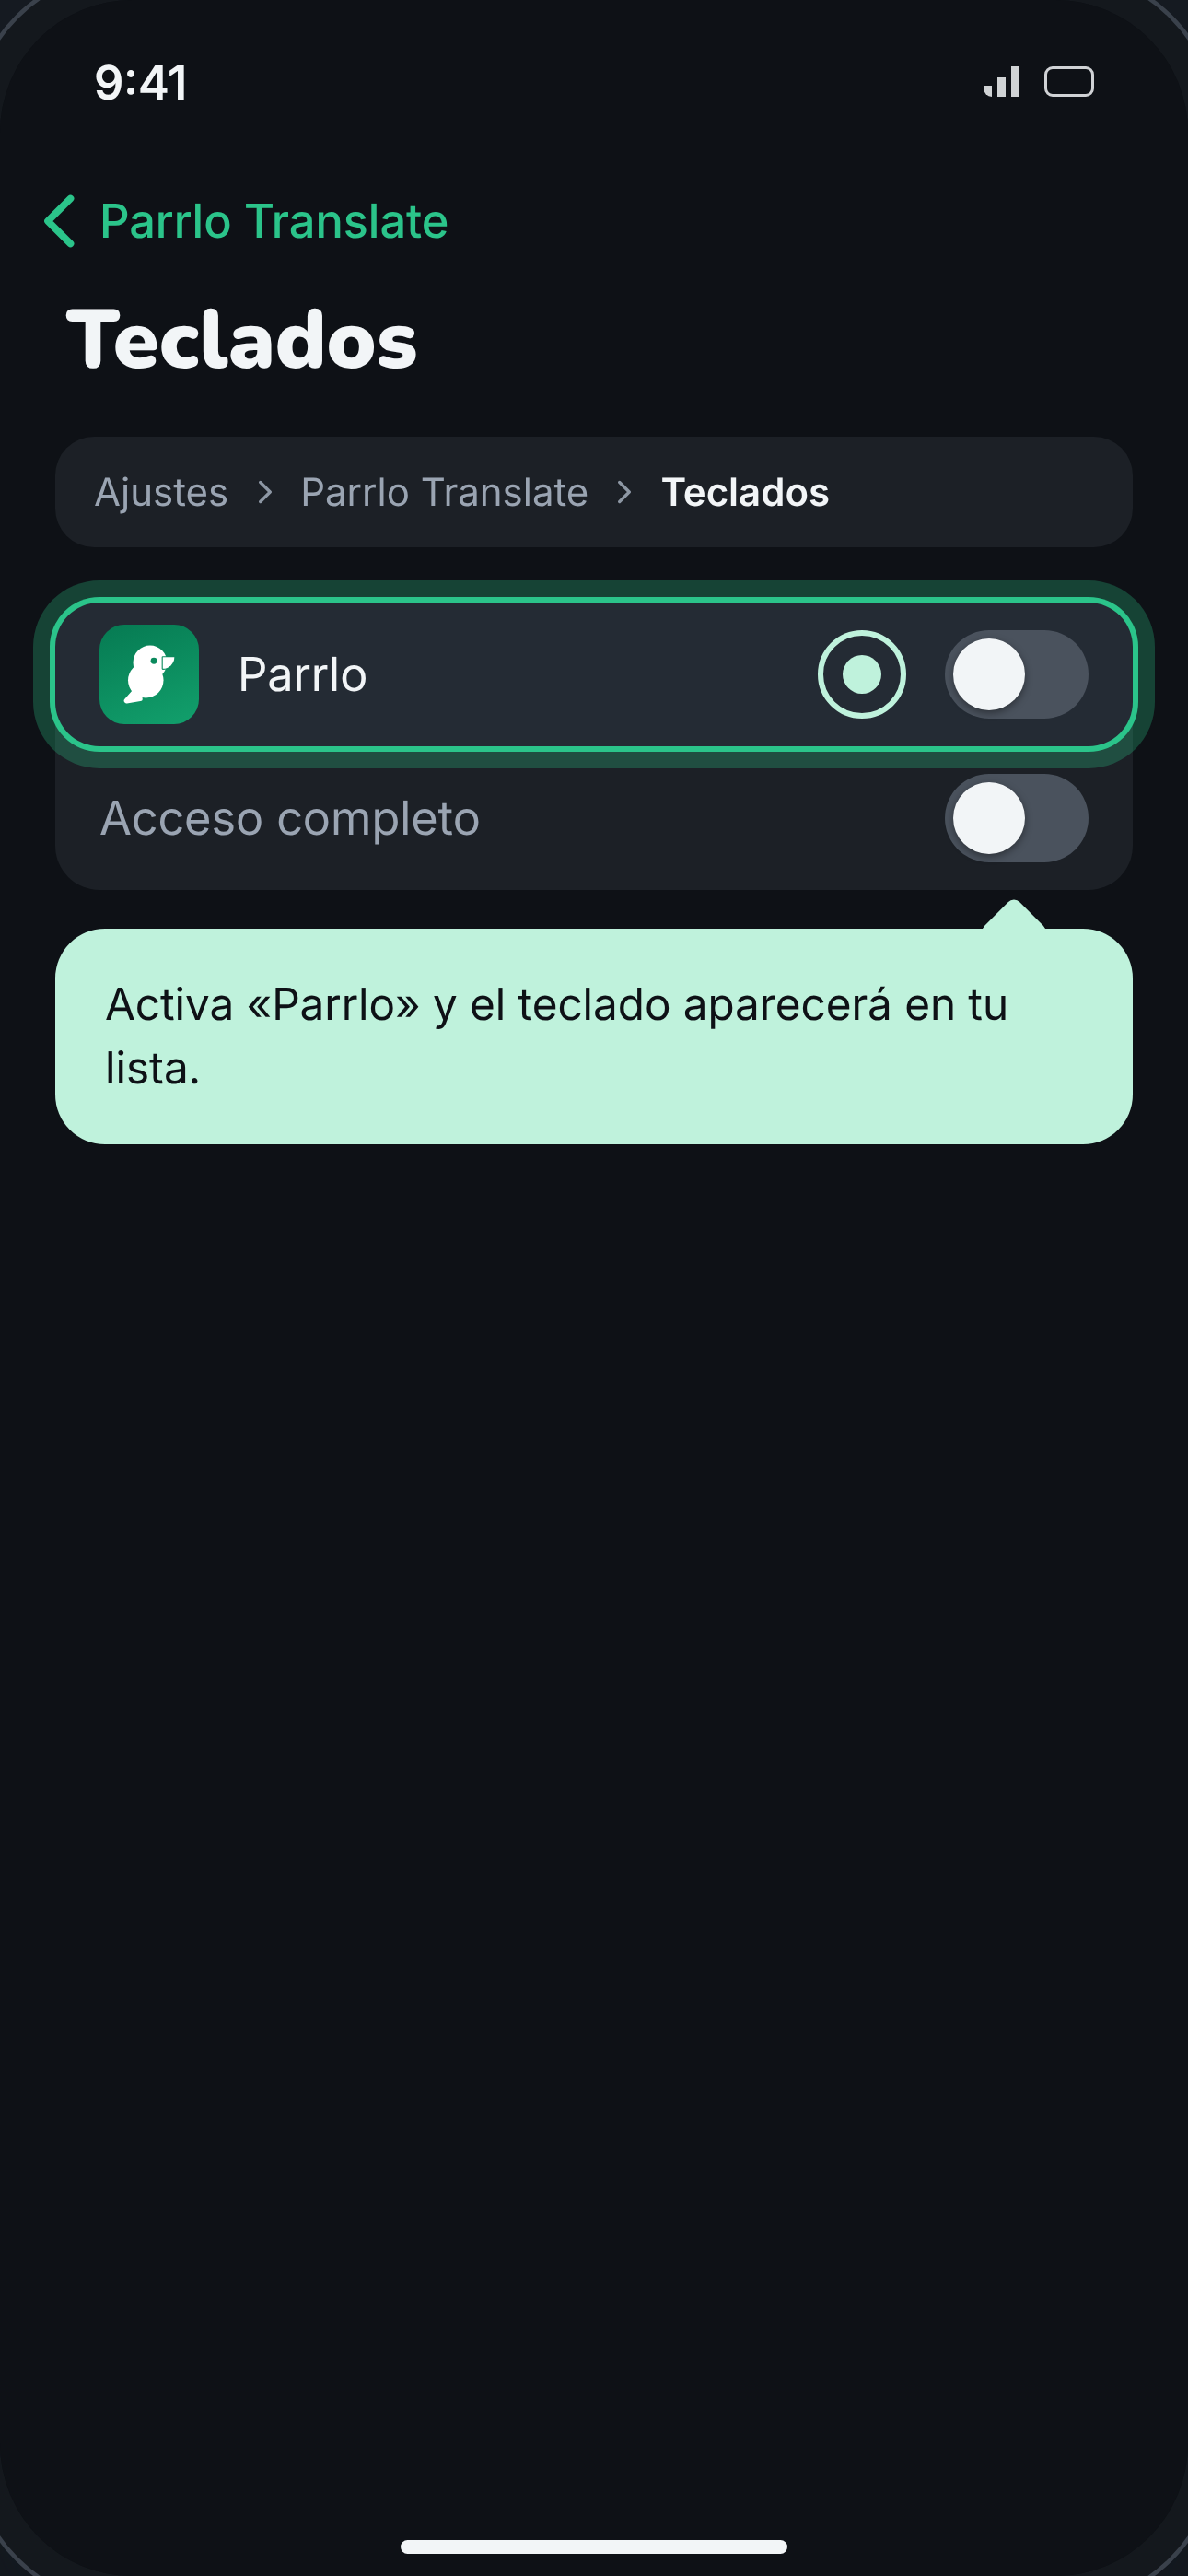 9:41
Parrlo Translate
Teclados
Ajustes > Parrlo Translate > Teclados
Parrlo
Acceso completo
Activa «Parrlo» y el teclado aparecerá en tu
lista.